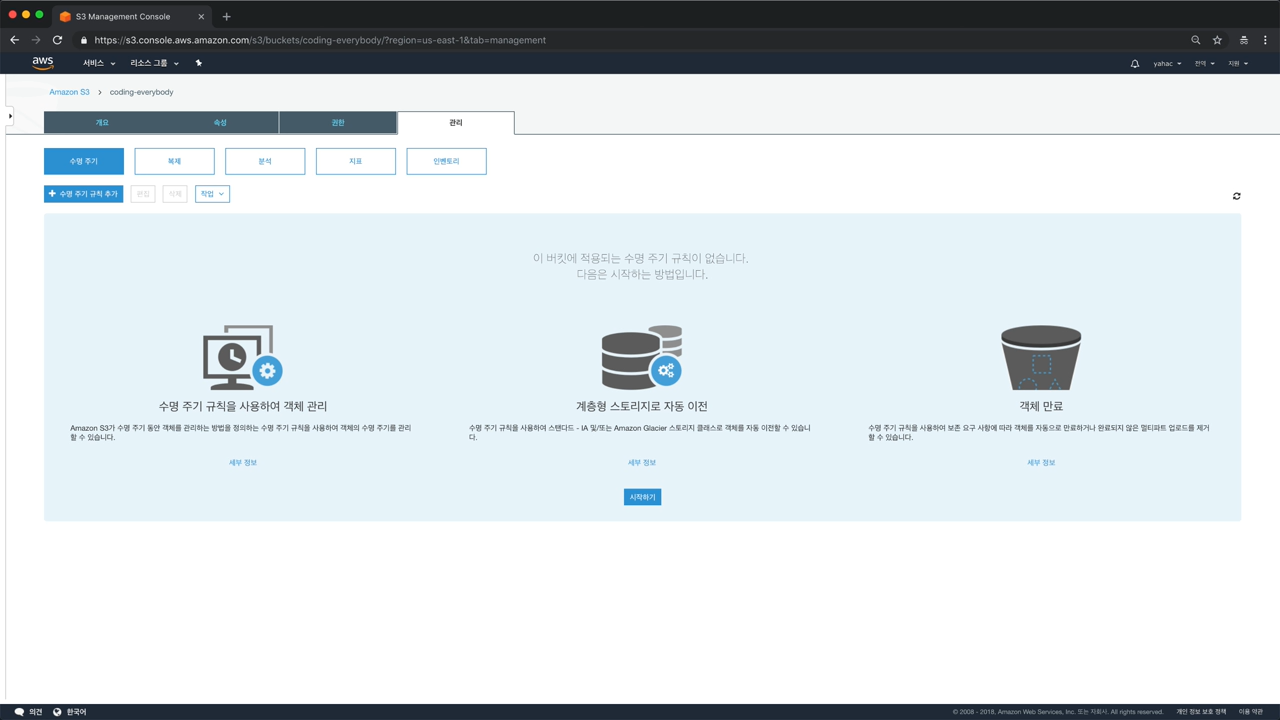 S3 Management Console
https://s3.console.aws.amazon.com/s3/buckets/coding-everybody/?region=us-east-1&tab=management
aws 서비스 리소스 그룹 yahac 전역 지원
Amazon S3 > coding-everybody
개요 속성 권한 관리
수명 주기 복제 분석 지표 인벤토리
+ 수명 주기 규칙 추가 편집 삭제 작업
이 버킷에 적용되는 수명 주기 규칙이 없습니다.
다음은 시작하는 방법입니다.
수명 주기 규칙을 사용하여 객체 관리
Amazon S3가 수명 주기 동안 객체를 관리하는 방법을 정의하는 수명 주기 규칙을 사용하여 객체의 수명 주기를 관리
할 수 있습니다.
세부 정보
계층형 스토리지로 자동 이전
수명 주기 규칙을 사용하여 스탠다드 - IA 및/또는 Amazon Glacier 스토리지 클래스로 객체를 자동 이전할 수 있습니
다.
세부 정보
객체 만료
수명 주기 규칙을 사용하여 보존 요구 사항에 따라 객체를 자동으로 만료하거나 완료되지 않은 멀티파트 업로드를 제거
할 수 있습니다.
세부 정보
시작하기
의견 한국어 © 2008 - 2018, Amazon Web Services, Inc. 또는 자회사. All rights reserved. 개인 정보 보호 정책 이용 약관